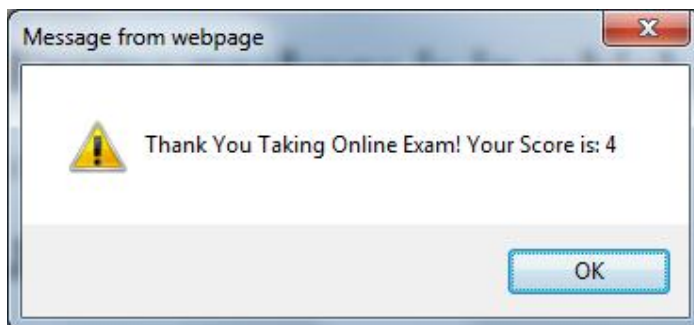 Message from webpage
Thank You Taking Online Exam! Your Score is: 4
OK